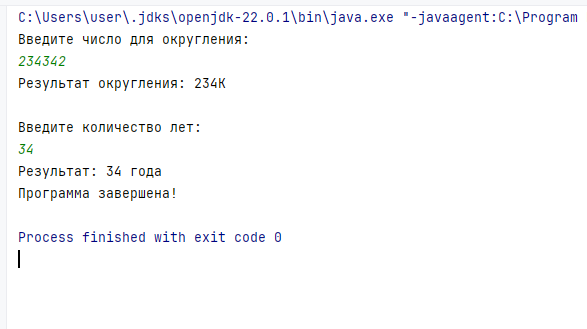 C:\Users\user\.jdks\openjdk-22.0.1\bin\java.exe "-javaagent:C:\Program
Введите число для округления:
234342
Результат округления: 234К
Введите количество лет:
34
Результат: 34 года
Программа завершена!
Process finished with exit code 0